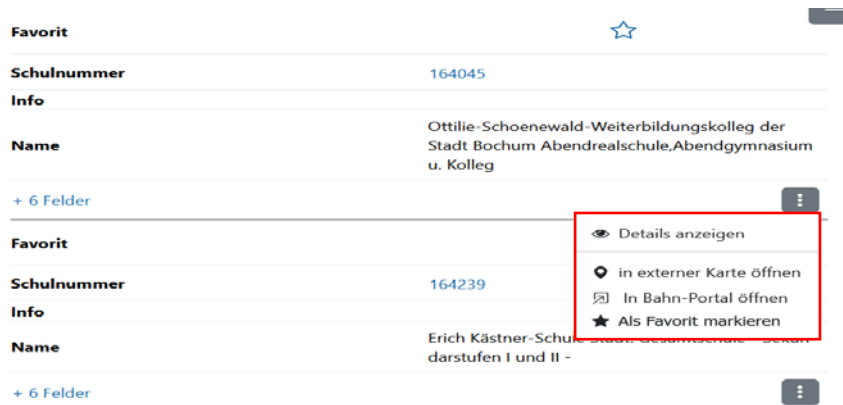 Favorit
Schulnummer 164045
Info
Name Ottilie-Schoenewald-Weiterbildungskolleg der
Stadt Bochum Abendrealschule,Abendgymnasium
u. Kolleg
+ 6 Felder
Details anzeigen
Favorit
in externer Karte öffnen
Schulnummer 164239
In Bahn-Portal öffnen
Info
Als Favorit markieren
Name Erich Kästner-Schule
darstufen I und II -
+ 6 Felder